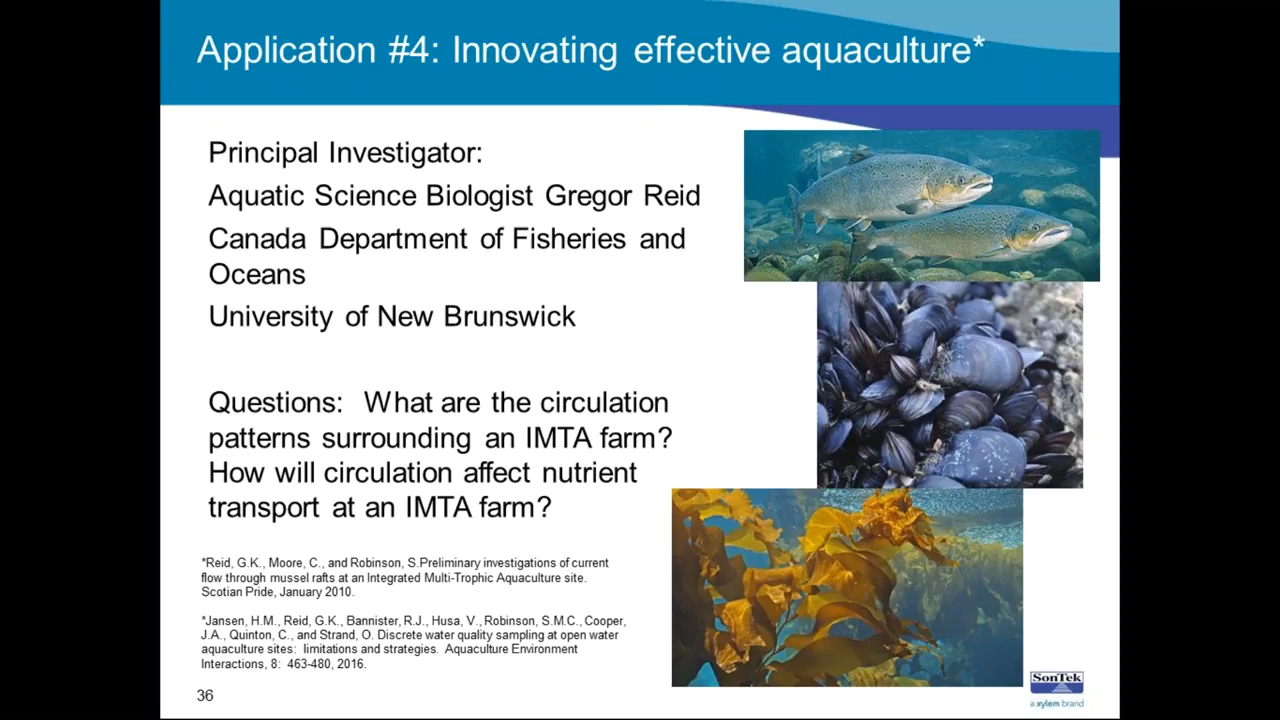 Application #4: Innovating effective aquaculture*
Principal Investigator:
Aquatic Science Biologist Gregor Reid
Canada Department of Fisheries and
Oceans
University of New Brunswick
Questions: What are the circulation
patterns surrounding an IMTA farm?
How will circulation affect nutrient
transport at an IMTA farm?
*Reid, G.K., Moore, C., and Robinson, S.Preliminary investigations of current
flow through mussel rafts at an Integrated Multi-Trophic Aquaculture site.
Scotian Pride, January 2010.
*Jansen, H.M., Reid, G.K., Bannister, R.J., Husa, V., Robinson, S.M.C., Cooper,
J.A., Quinton, C., and Strand, O. Discrete water quality sampling at open water
aquaculture sites: limitations and strategies. Aquaculture Environment
Interactions, 8: 463-480, 2016.
36
SonTek
a xylem brand